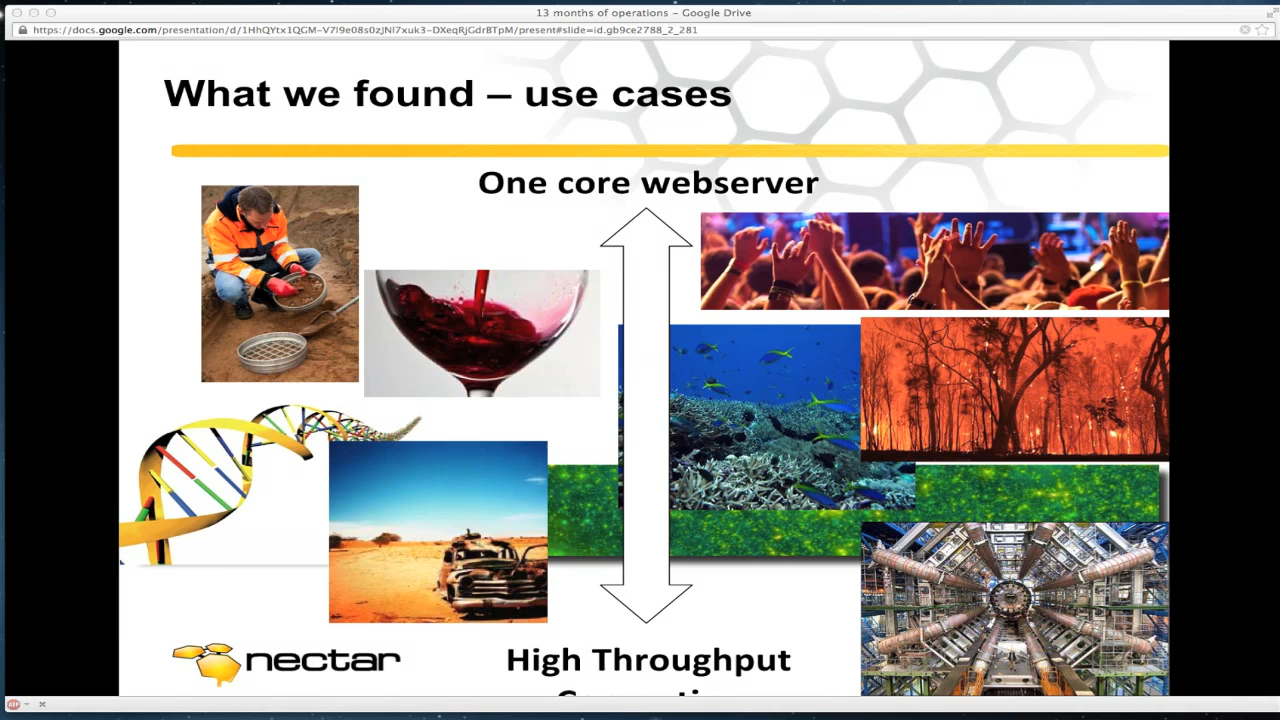 13 months of operations – Google Drive
https://docs.google.com/presentation/d/1HhQYtx1QGM-V7l9e08s0zJNl7xuk3-DXeqRjGdrBTpM/present#slide=id.gb9ce2788_2_281
What we found – use cases
One core webserver
nectar
High Throughput